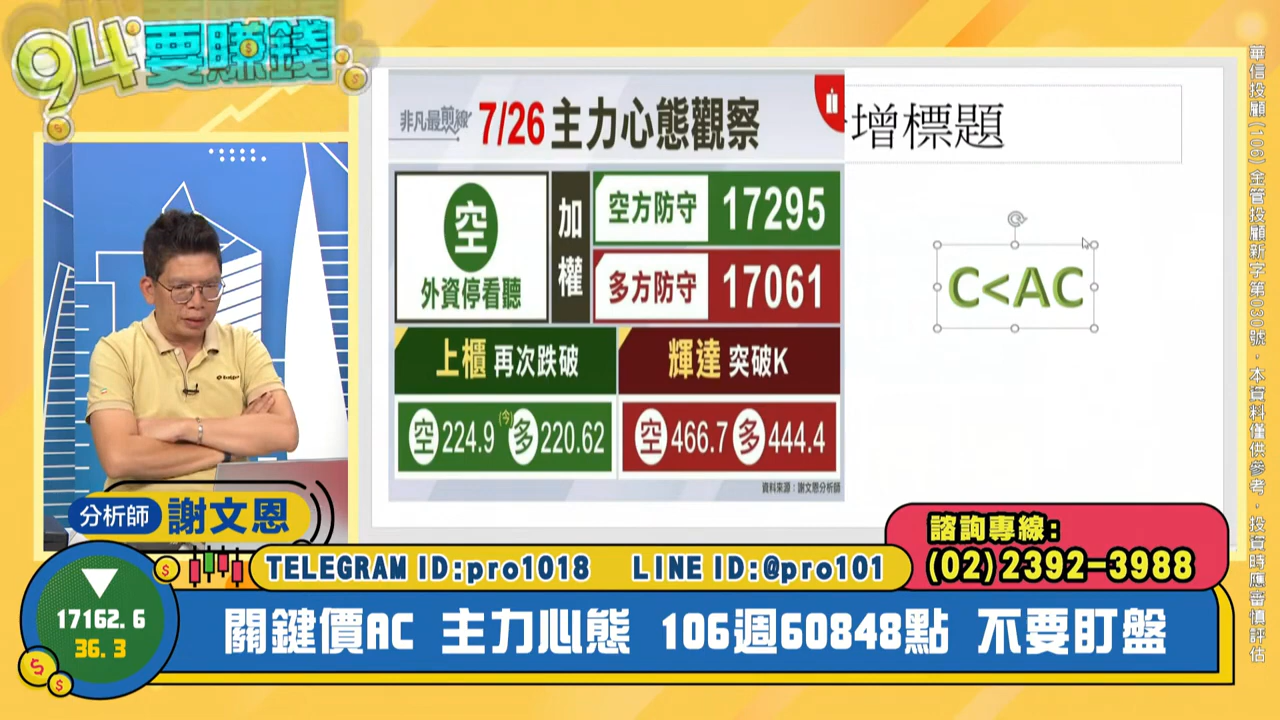 94要賺錢
非凡最前線
7/26 主力心態觀察
增標題
空
外資停看聽
加權
空方防守 17295
多方防守 17061
C<AC
上櫃 再次跌破
輝達 突破K
空 224.9 (今) 多 220.62
空 466.7 多 444.4
資料來源：謝文恩分析師
分析師 謝文恩
諮詢專線:
(02)2392-3988
TELEGRAM ID:pro1018 LINE ID:@pro101
17162.6
36.3
關鍵價AC 主力心態 106週60848點 不要盯盤
華信投顧(106)金管投顧新字第030號，本資料僅供參考，投資時應審慎評估